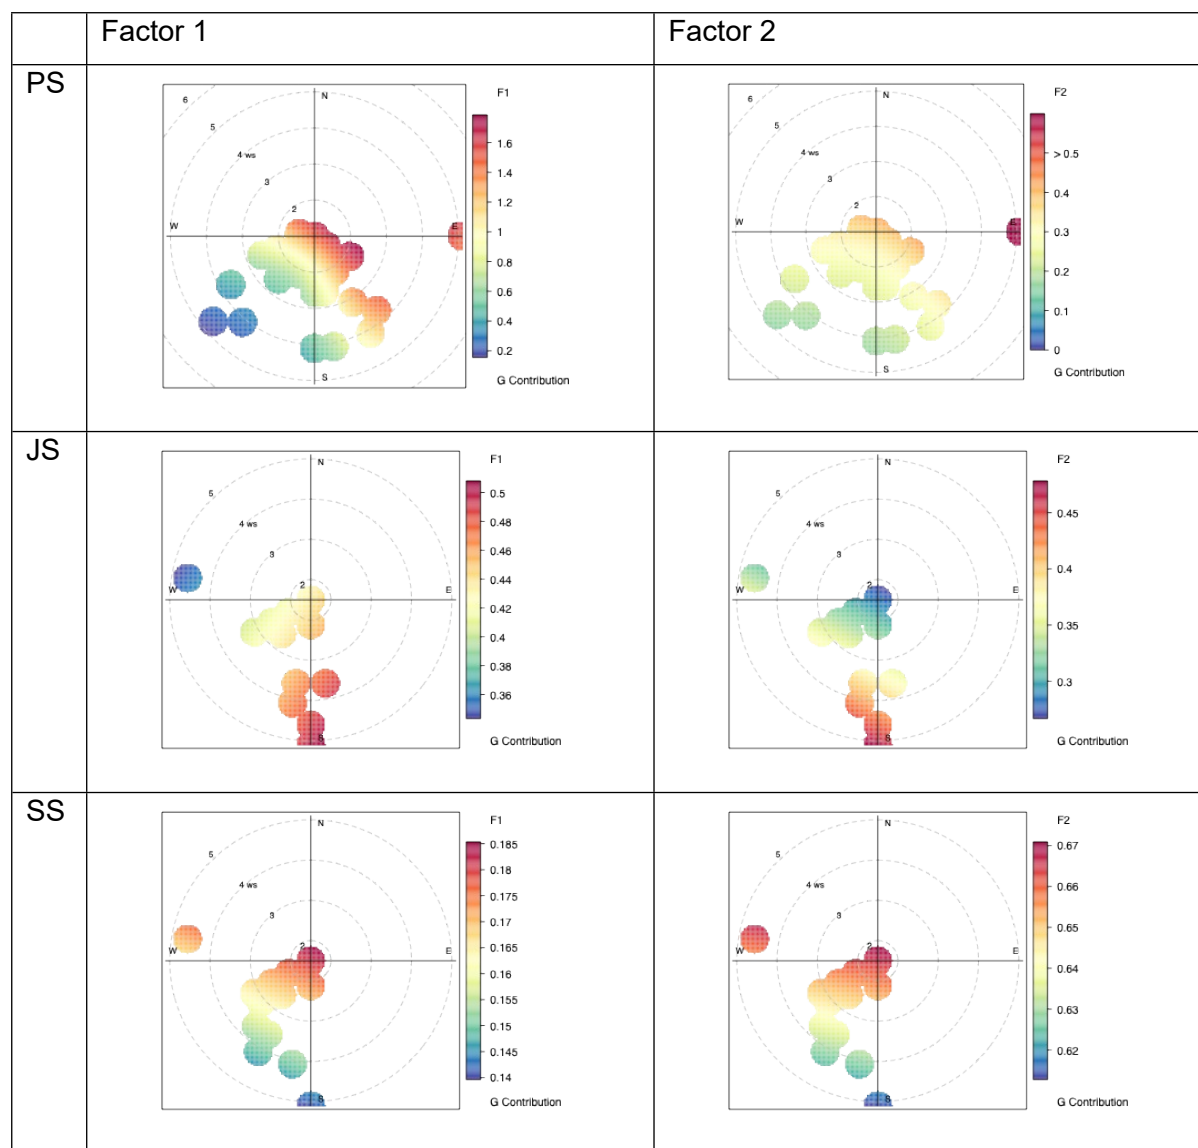 Factor 1
Factor 2
PS
F1
N
6
5
4 ws
3
2
W
E
S
1.6
1.4
1.2
1
0.8
0.6
0.4
0.2
G Contribution
F2
N
6
5
4 ws
3
2
W
E
S
> 0.5
0.4
0.3
0.2
0.1
0
G Contribution
JS
F1
N
5
4 ws
3
2
W
E
S
0.5
0.48
0.46
0.44
0.42
0.4
0.38
0.36
G Contribution
F2
N
5
4 ws
3
2
W
E
S
0.45
0.4
0.35
0.3
G Contribution
SS
F1
N
5
4 ws
3
2
W
E
S
0.185
0.18
0.175
0.17
0.165
0.16
0.155
0.15
0.145
0.14
G Contribution
F2
N
5
4 ws
3
2
W
E
S
0.67
0.66
0.65
0.64
0.63
0.62
G Contribution